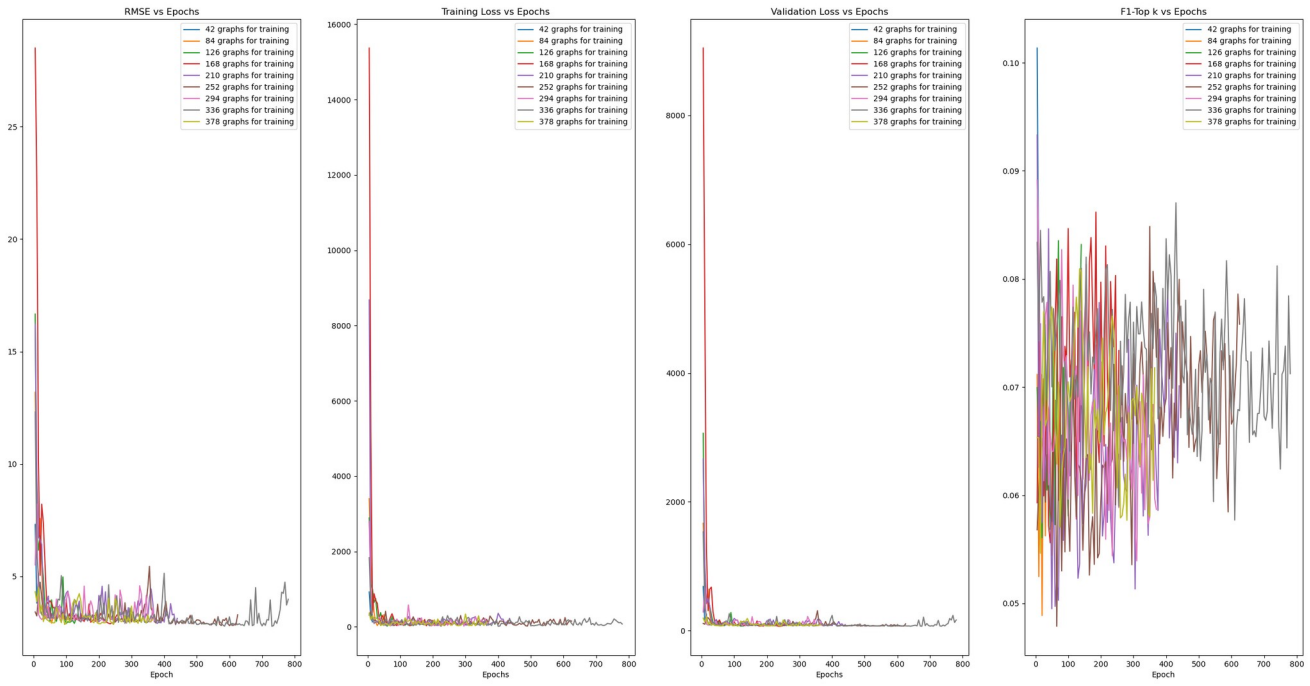 RMSE vs Epochs
42 graphs for training
84 graphs for training
126 graphs for training
168 graphs for training
210 graphs for training
252 graphs for training
294 graphs for training
336 graphs for training
378 graphs for training
25
20
15
10
5
0 100 200 300 400 500 600 700 800
Epoch
Training Loss vs Epochs
42 graphs for training
84 graphs for training
126 graphs for training
168 graphs for training
210 graphs for training
252 graphs for training
294 graphs for training
336 graphs for training
378 graphs for training
16000
14000
12000
10000
8000
6000
4000
2000
0
0 100 200 300 400 500 600 700 800
Epochs
Validation Loss vs Epochs
42 graphs for training
84 graphs for training
126 graphs for training
168 graphs for training
210 graphs for training
252 graphs for training
294 graphs for training
336 graphs for training
378 graphs for training
8000
6000
4000
2000
0
0 100 200 300 400 500 600 700 800
Epochs
F1-Top k vs Epochs
42 graphs for training
84 graphs for training
126 graphs for training
168 graphs for training
210 graphs for training
252 graphs for training
294 graphs for training
336 graphs for training
378 graphs for training
0.10
0.09
0.08
0.07
0.06
0.05
0 100 200 300 400 500 600 700 800
Epoch